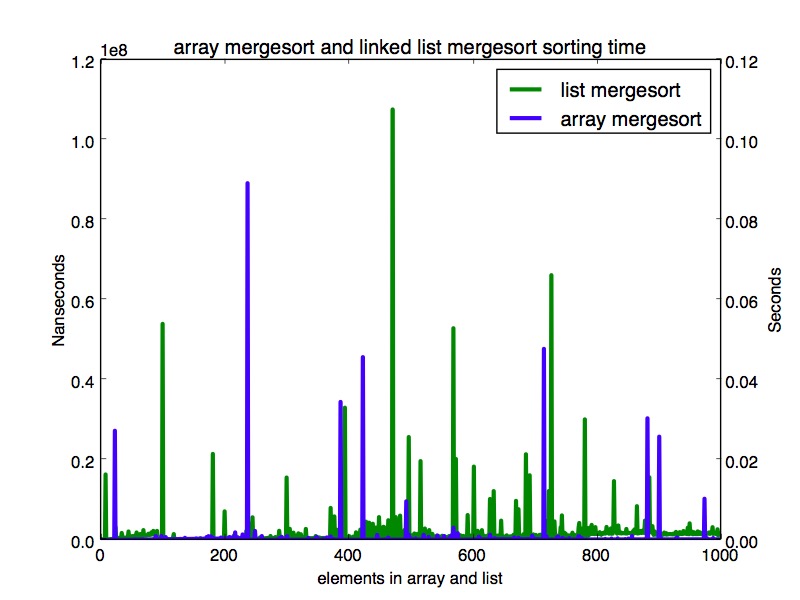 array mergesort and linked list mergesort sorting time
1e8
1.2
1.0
0.8
0.6
0.4
0.2
0.0
Nanseconds
list mergesort
array mergesort
0.12
0.10
0.08
0.06
0.04
0.02
0.00
Seconds
0 200 400 600 800 1000
elements in array and list